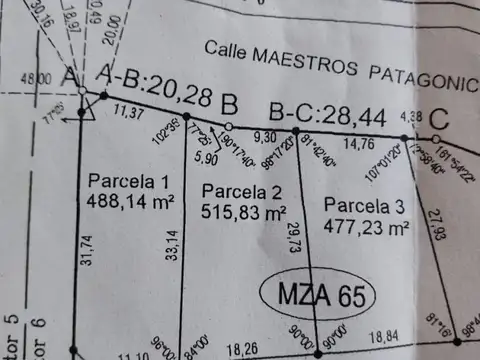 30,16
18,97
04,49
20,00
Calle MAESTROS PATAGONIC
48,00
A
A-B:20,28
B
B-C:28,44
4,38
C
11,37
9,30
14,76
102°35'
77°25'
190°17'40"
5,90
98°17'20"
81°42'40"
107°01'20"
72°58'40"
161°54'22"
77°25'
Parcela 1
488,14 m²
Parcela 2
515,83 m²
Parcela 3
477,23 m²
31,74
33,14
29,73
27,93
MZA 65
96°00'
84°00'
90°00'
90°00'
81°16'
11,10
18,26
18,84
tor 5
tor 6